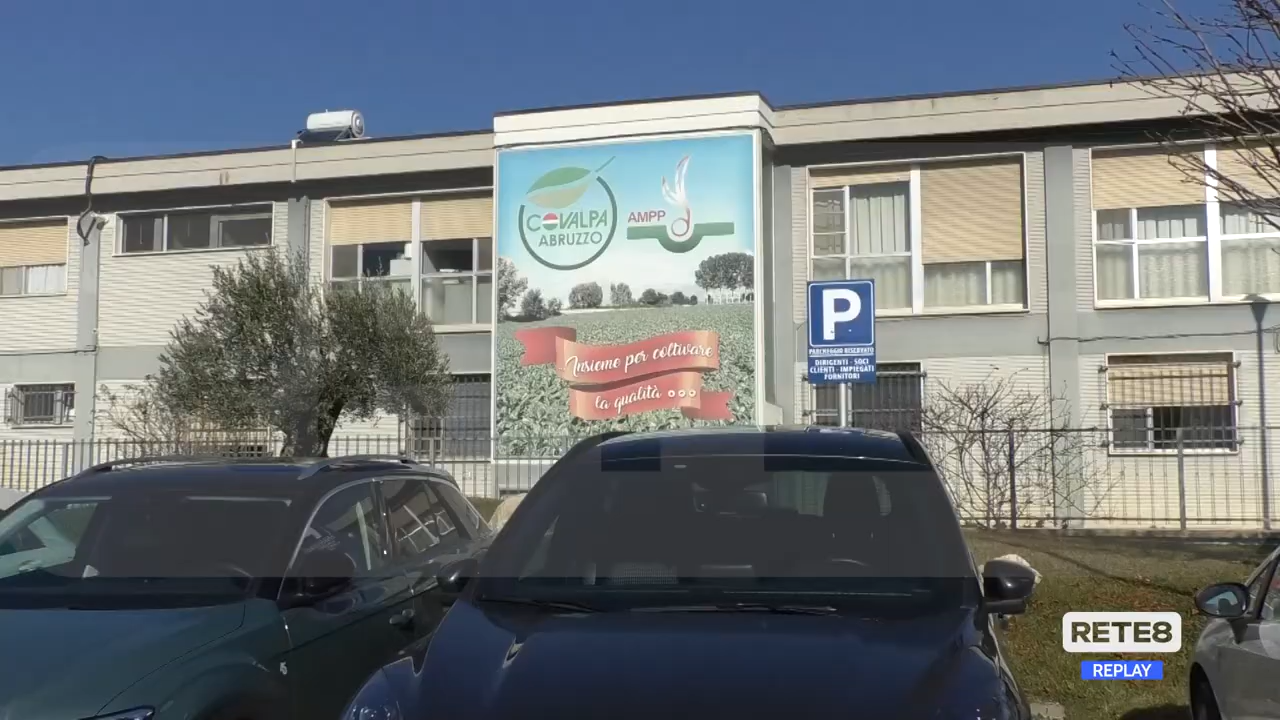 COVALPA
ABRUZZO
AMPP
Insieme per coltivare
la qualità
P
PARCHEGGIO RISERVATO
DIRIGENTI - SOCI
CLIENTI - IMPIEGATI
FORNITORI
RETE8
REPLAY